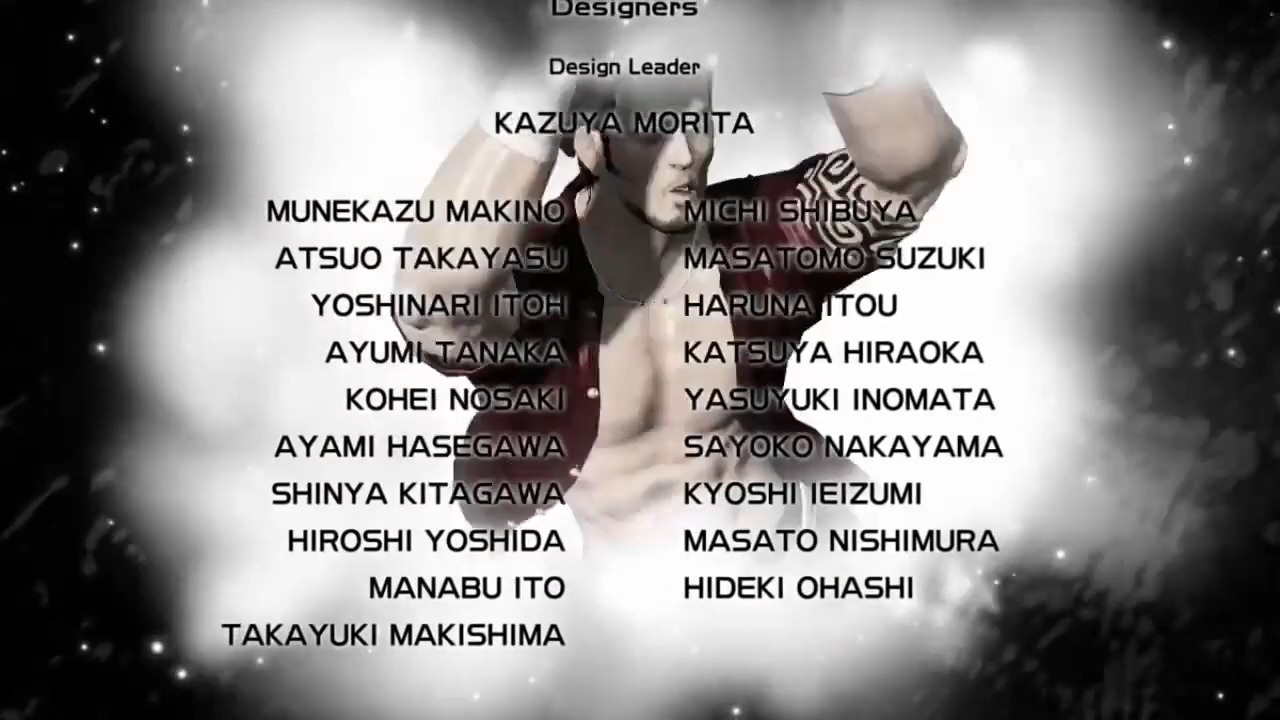 Designers
Design Leader
KAZUYA MORITA
MUNEKAZU MAKINO MICHI SHIBUYA
ATSUO TAKAYASU MASATOMO SUZUKI
YOSHINARI ITOH HARUNA ITOU
AYUMI TANAKA KATSUYA HIRAOKA
KOHEI NOSAKI YASUYUKI INOMATA
AYAMI HASEGAWA SAYOKO NAKAYAMA
SHINYA KITAGAWA KYOSHI IEIZUMI
HIROSHI YOSHIDA MASATO NISHIMURA
MANABU ITO HIDEKI OHASHI
TAKAYUKI MAKISHIMA